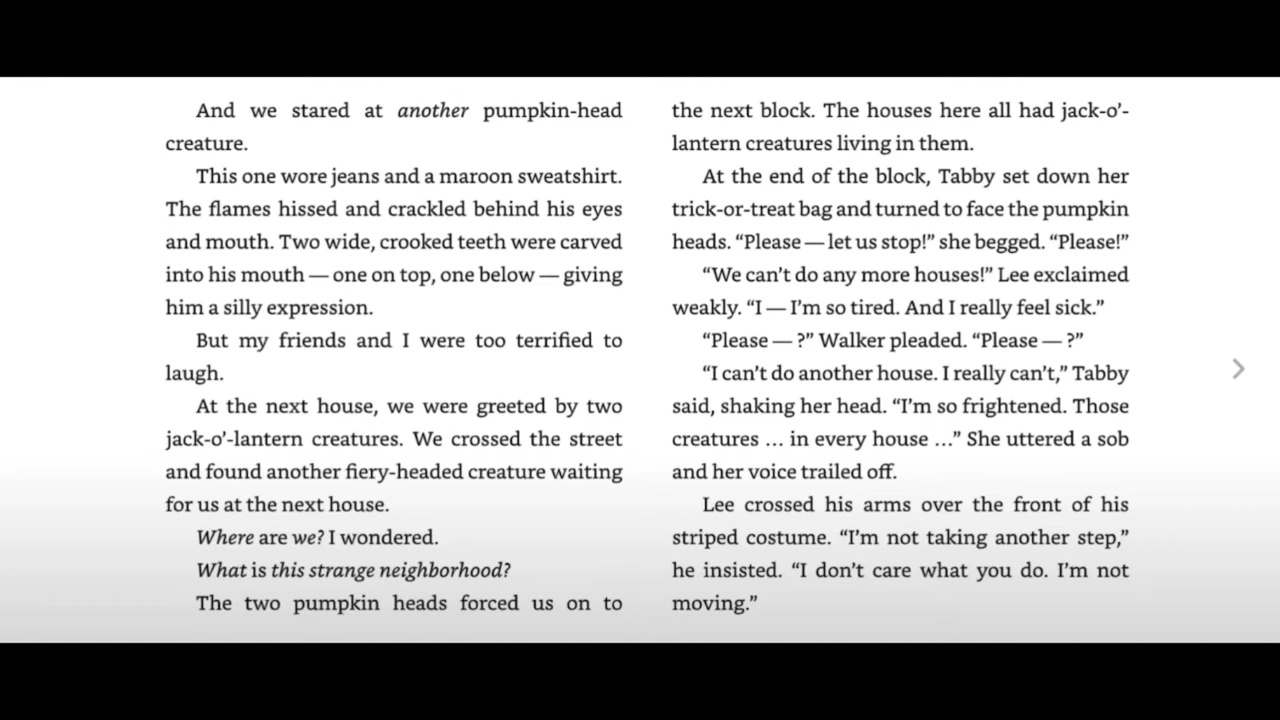 And we stared at another pumpkin-head
creature.
This one wore jeans and a maroon sweatshirt.
The flames hissed and crackled behind his eyes
and mouth. Two wide, crooked teeth were carved
into his mouth — one on top, one below — giving
him a silly expression.
But my friends and I were too terrified to
laugh.
At the next house, we were greeted by two
jack-o’-lantern creatures. We crossed the street
and found another fiery-headed creature waiting
for us at the next house.
Where are we? I wondered.
What is this strange neighborhood?
The two pumpkin heads forced us on to
the next block. The houses here all had jack-o’-
lantern creatures living in them.
At the end of the block, Tabby set down her
trick-or-treat bag and turned to face the pumpkin
heads. “Please — let us stop!” she begged. “Please!”
“We can’t do any more houses!” Lee exclaimed
weakly. “I — I’m so tired. And I really feel sick.”
“Please — ?” Walker pleaded. “Please — ?”
“I can’t do another house. I really can’t,” Tabby
said, shaking her head. “I’m so frightened. Those
creatures … in every house …” She uttered a sob
and her voice trailed off.
Lee crossed his arms over the front of his
striped costume. “I’m not taking another step,”
he insisted. “I don’t care what you do. I’m not
moving.”